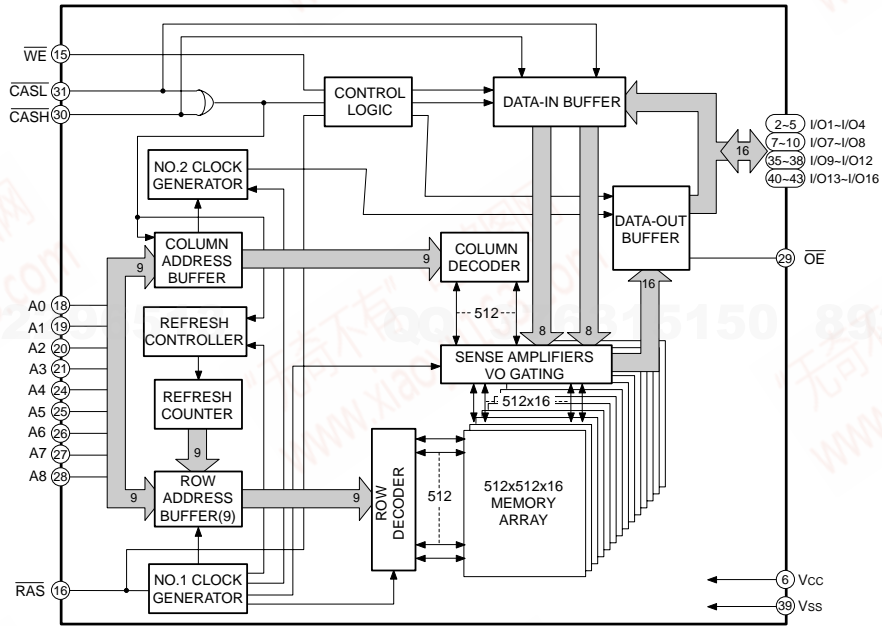 WE 15
CASL 31
CASH 30
CONTROL
LOGIC
DATA-IN BUFFER
2~5 I/O1~I/O4
7~10 I/O7~I/O8
35~38 I/O9~I/O12
40~43 I/O13~I/O16
16
NO.2 CLOCK
GENERATOR
DATA-OUT
BUFFER
COLUMN
ADDRESS
BUFFER
9
9
COLUMN
DECODER
29 OE
16
A0 18
A1 19
A2 20
A3 21
A4 24
A5 25
A6 26
A7 27
A8 28
REFRESH
CONTROLLER
512
8
8
SENSE AMPLIFIERS
VO GATING
REFRESH
COUNTER
512x16
9
9
ROW
ADDRESS
BUFFER(9)
9
ROW
DECODER
512
512x512x16
MEMORY
ARRAY
RAS 16
NO.1 CLOCK
GENERATOR
6 Vcc
39 Vss